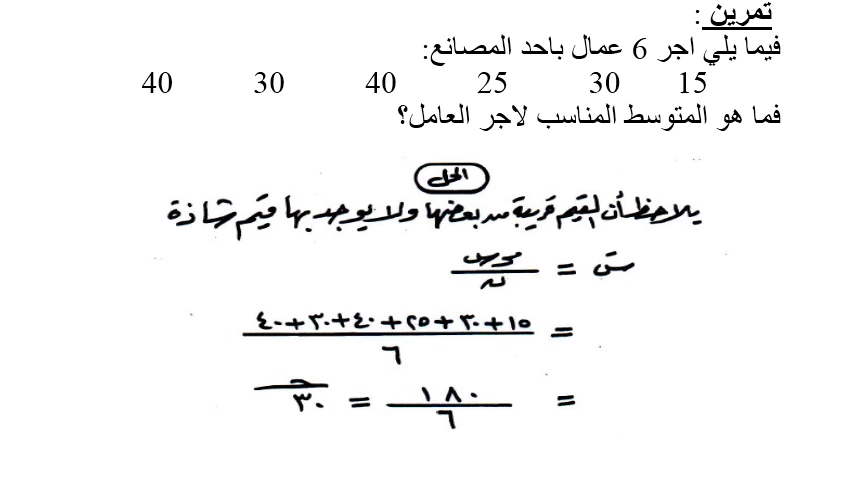 تمرين :
فيما يلي اجر 6 عمال باحد المصانع:
15 30 25 40 30 40
فما هو المتوسط المناسب لاجر العامل؟
الحل
يلاحظ أن القيم قريبة من بعضها ولا يوجد بها قيم شاذة
سَ = مجـ س / ن
= ١٥+٣٠+٢٥+٤٠+٣٠+٤٠ / ٦
= ١٨٠ / ٦ = ٣٠